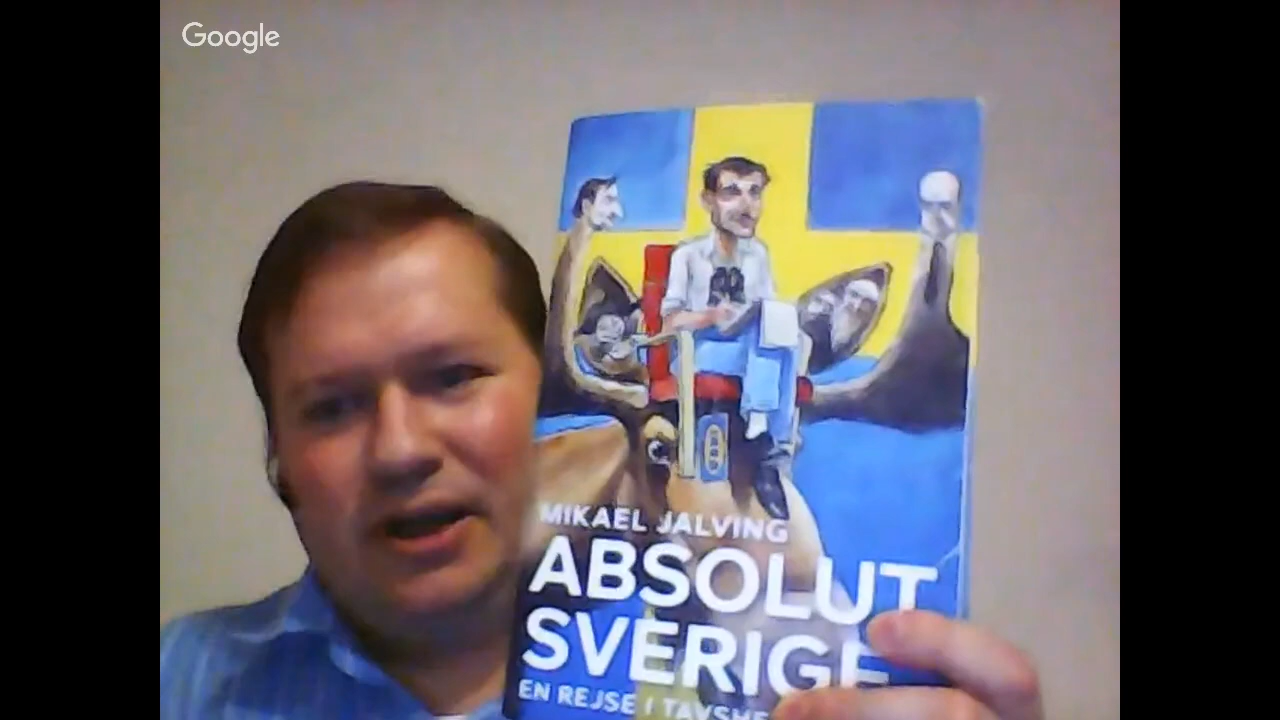 Google
MIKAEL JALVING
ABSOLUT
SVERIGE
EN REJSE I